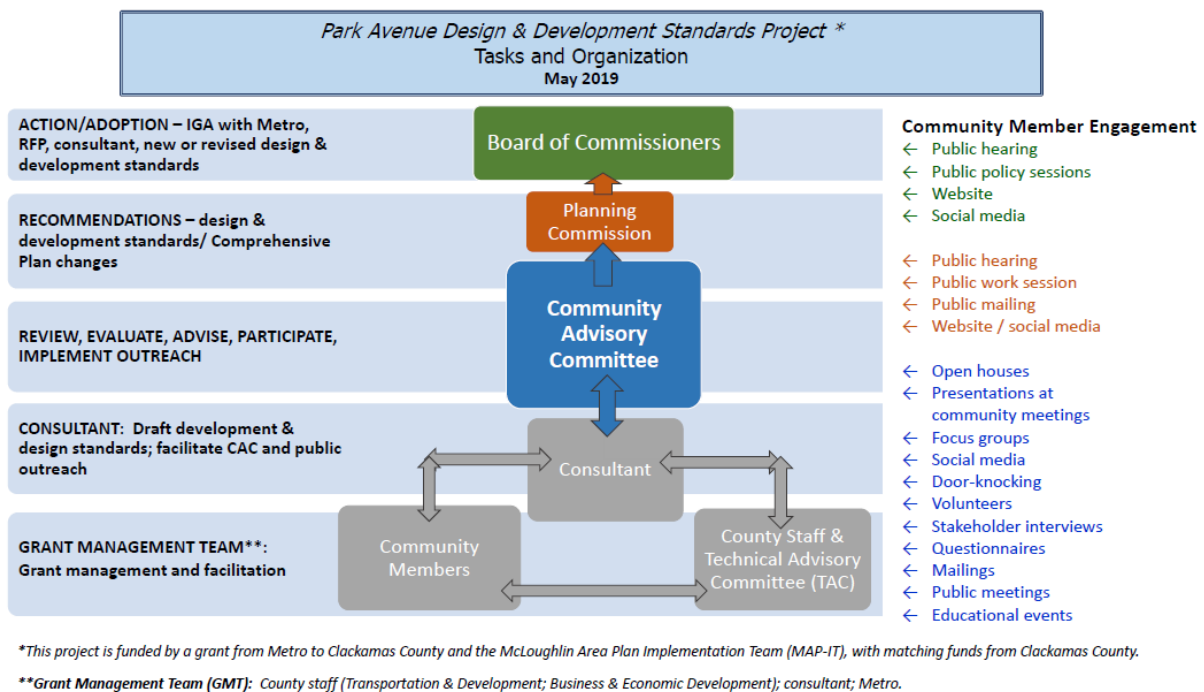 Park Avenue Design & Development Standards Project *
Tasks and Organization
May 2019
ACTION/ADOPTION – IGA with Metro,
RFP, consultant, new or revised design &
development standards
Board of Commissioners
RECOMMENDATIONS – design &
development standards/ Comprehensive
Plan changes
Planning
Commission
REVIEW, EVALUATE, ADVISE, PARTICIPATE,
IMPLEMENT OUTREACH
Community
Advisory
Committee
CONSULTANT:  Draft development &
design standards; facilitate CAC and public
outreach
Consultant
GRANT MANAGEMENT TEAM**:
Grant management and facilitation
Community
Members
County Staff &
Technical Advisory
Committee (TAC)
Community Member Engagement
← Public hearing
← Public policy sessions
← Website
← Social media
← Public hearing
← Public work session
← Public mailing
← Website / social media
← Open houses
← Presentations at
community meetings
← Focus groups
← Social media
← Door-knocking
← Volunteers
← Stakeholder interviews
← Questionnaires
← Mailings
← Public meetings
← Educational events
*This project is funded by a grant from Metro to Clackamas County and the McLoughlin Area Plan Implementation Team (MAP-IT), with matching funds from Clackamas County.
**Grant Management Team (GMT):  County staff (Transportation & Development; Business & Economic Development); consultant; Metro.